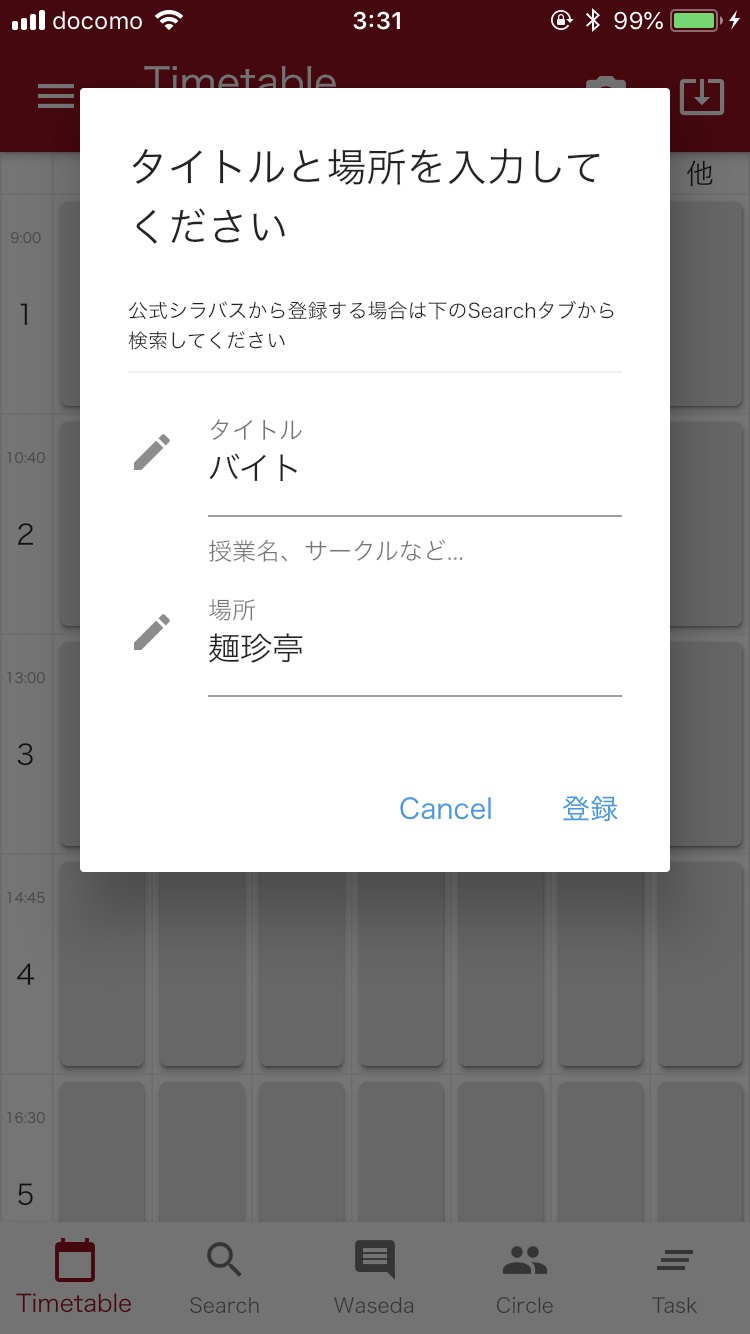 docomo 3:31 99%
Timetable
タイトルと場所を入力して
ください
他
公式シラバスから登録する場合は下のSearchタブから
検索してください
9:00
1
タイトル
バイト
10:40
2
授業名、サークルなど...
場所
麺珍亭
13:00
3
Cancel 登録
14:45
4
16:30
5
Timetable Search Waseda Circle Task